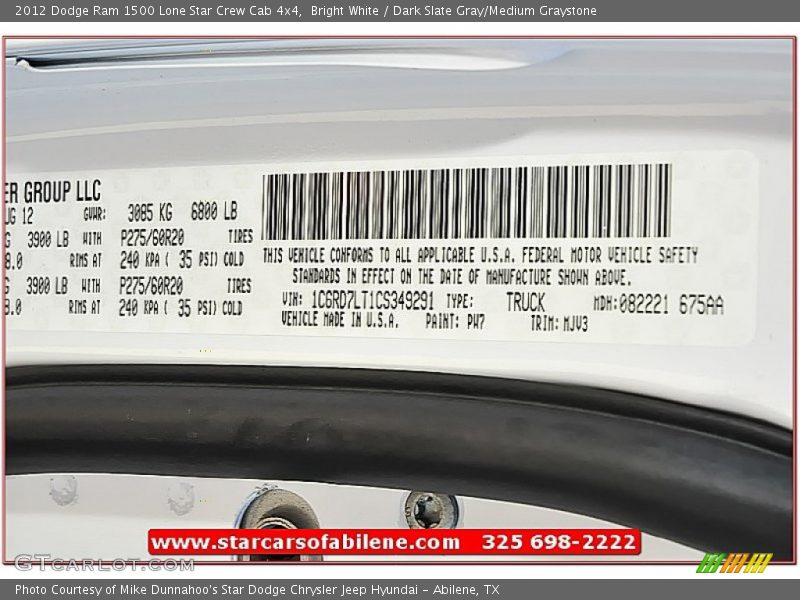 2012 Dodge Ram 1500 Lone Star Crew Cab 4x4,  Bright White / Dark Slate Gray/Medium Graystone
ER GROUP LLC
UG 12 GVWR: 3085 KG 6800 LB
G 3900 LB WITH P275/60R20 TIRES
8.0 RIMS AT 240 KPA ( 35 PSI) COLD
G 3900 LB WITH P275/60R20 TIRES
8.0 RIMS AT 240 KPA ( 35 PSI) COLD
THIS VEHICLE CONFORMS TO ALL APPLICABLE U.S.A. FEDERAL MOTOR VEHICLE SAFETY
STANDARDS IN EFFECT ON THE DATE OF MANUFACTURE SHOWN ABOVE.
VIN: 1C6RD7LT1CS349291 TYPE: TRUCK MDH:082221 675AA
VEHICLE MADE IN U.S.A. PAINT: PW7 TRIM: MJV3
www.starcarsofabilene.com 325 698-2222
GTCARLOT.COM
Photo Courtesy of Mike Dunnahoo's Star Dodge Chrysler Jeep Hyundai - Abilene, TX